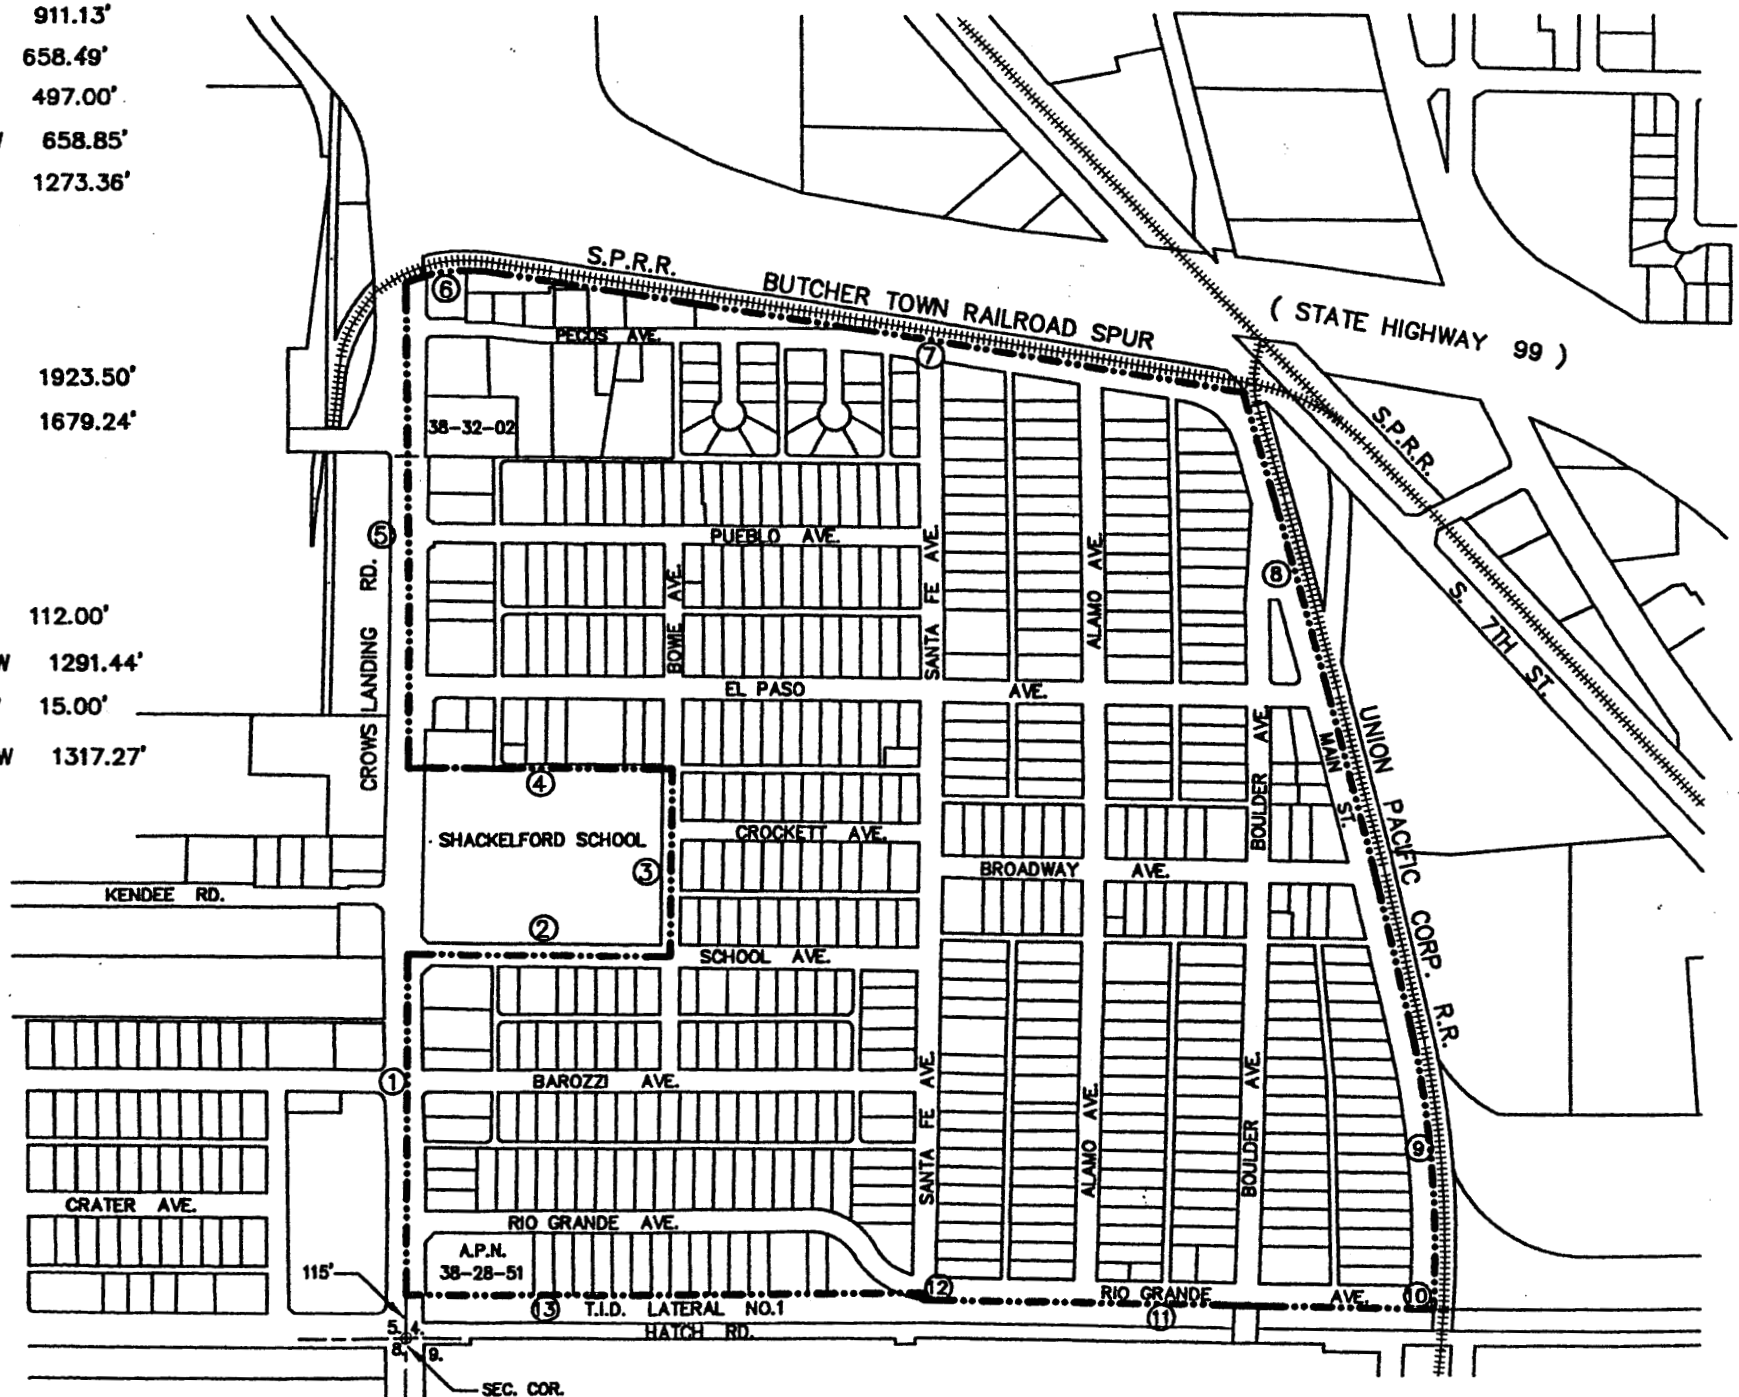 911.13'
658.49'
497.00'
658.85'
1273.36'
1923.50'
1679.24'
112.00'
W 1291.44'
15.00'
W 1317.27'
S.P.R.R.
BUTCHER TOWN RAILROAD SPUR
( STATE HIGHWAY 99 )
6
PECOS AVE.
7
38-32-02
S.P.R.R.
5
PUEBLO AVE.
CROWS LANDING RD.
BOWIE AVE.
SANTA FE AVE.
ALAMO AVE.
8
S. 7TH ST.
EL PASO AVE.
UNION PACIFIC CORP. R.R.
MAIN ST.
BOULDER AVE.
4
SHACKELFORD SCHOOL
CROCKETT AVE.
3
BROADWAY AVE.
KENDEE RD.
2
SCHOOL AVE.
1
BAROZZI AVE.
SANTA FE AVE.
ALAMO AVE.
BOULDER AVE.
9
CRATER AVE.
RIO GRANDE AVE.
A.P.N.
38-28-51
115'
12
RIO GRANDE AVE.
10
13
T.I.D. LATERAL NO.1
11
HATCH RD.
5. 4.
8. 9.
SEC. COR.